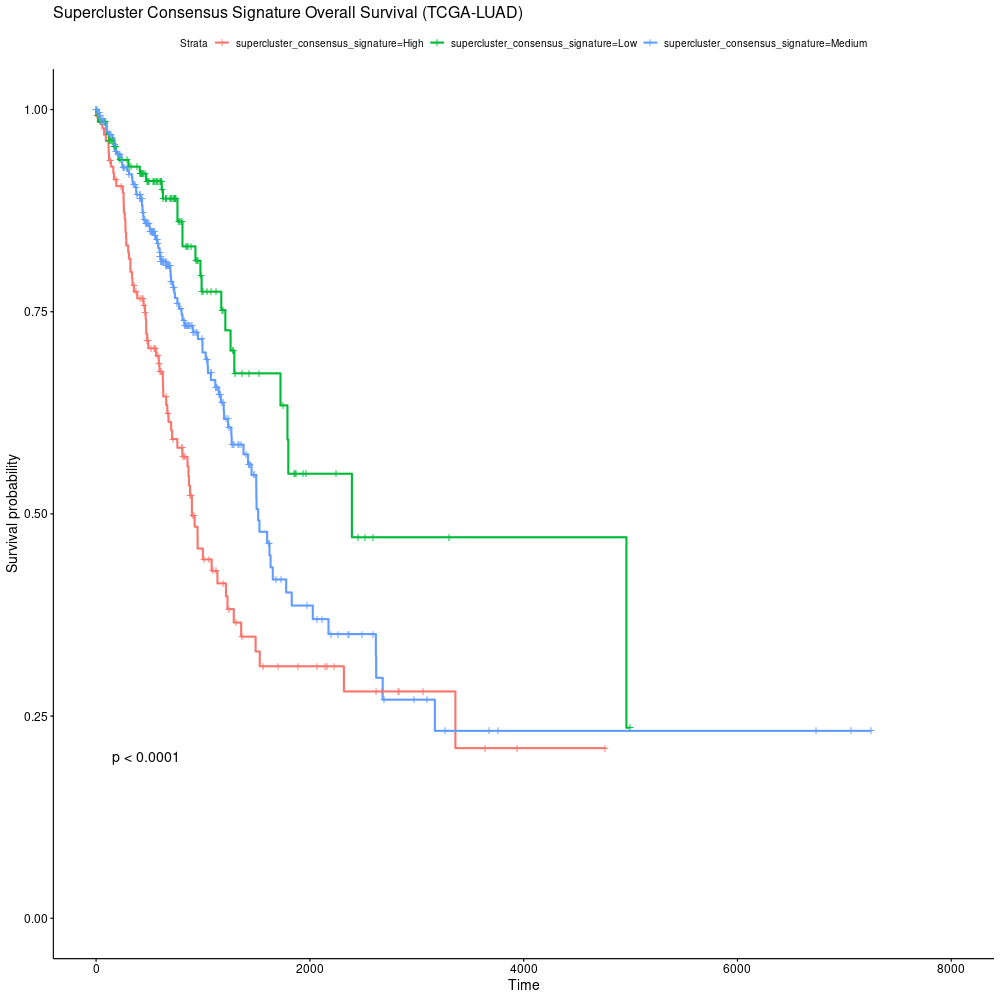 Supercluster Consensus Signature Overall Survival (TCGA-LUAD)
Strata supercluster_consensus_signature=High supercluster_consensus_signature=Low supercluster_consensus_signature=Medium
1.00
0.75
0.50
0.25
0.00
Survival probability
p < 0.0001
0 2000 4000 6000 8000
Time